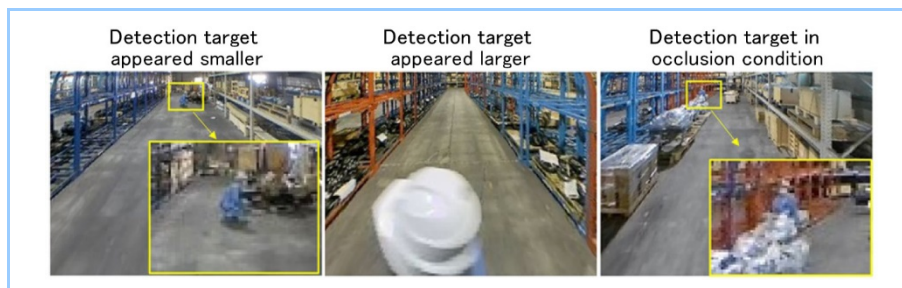 Detection target
appeared smaller
Detection target
appeared larger
Detection target in
occlusion condition